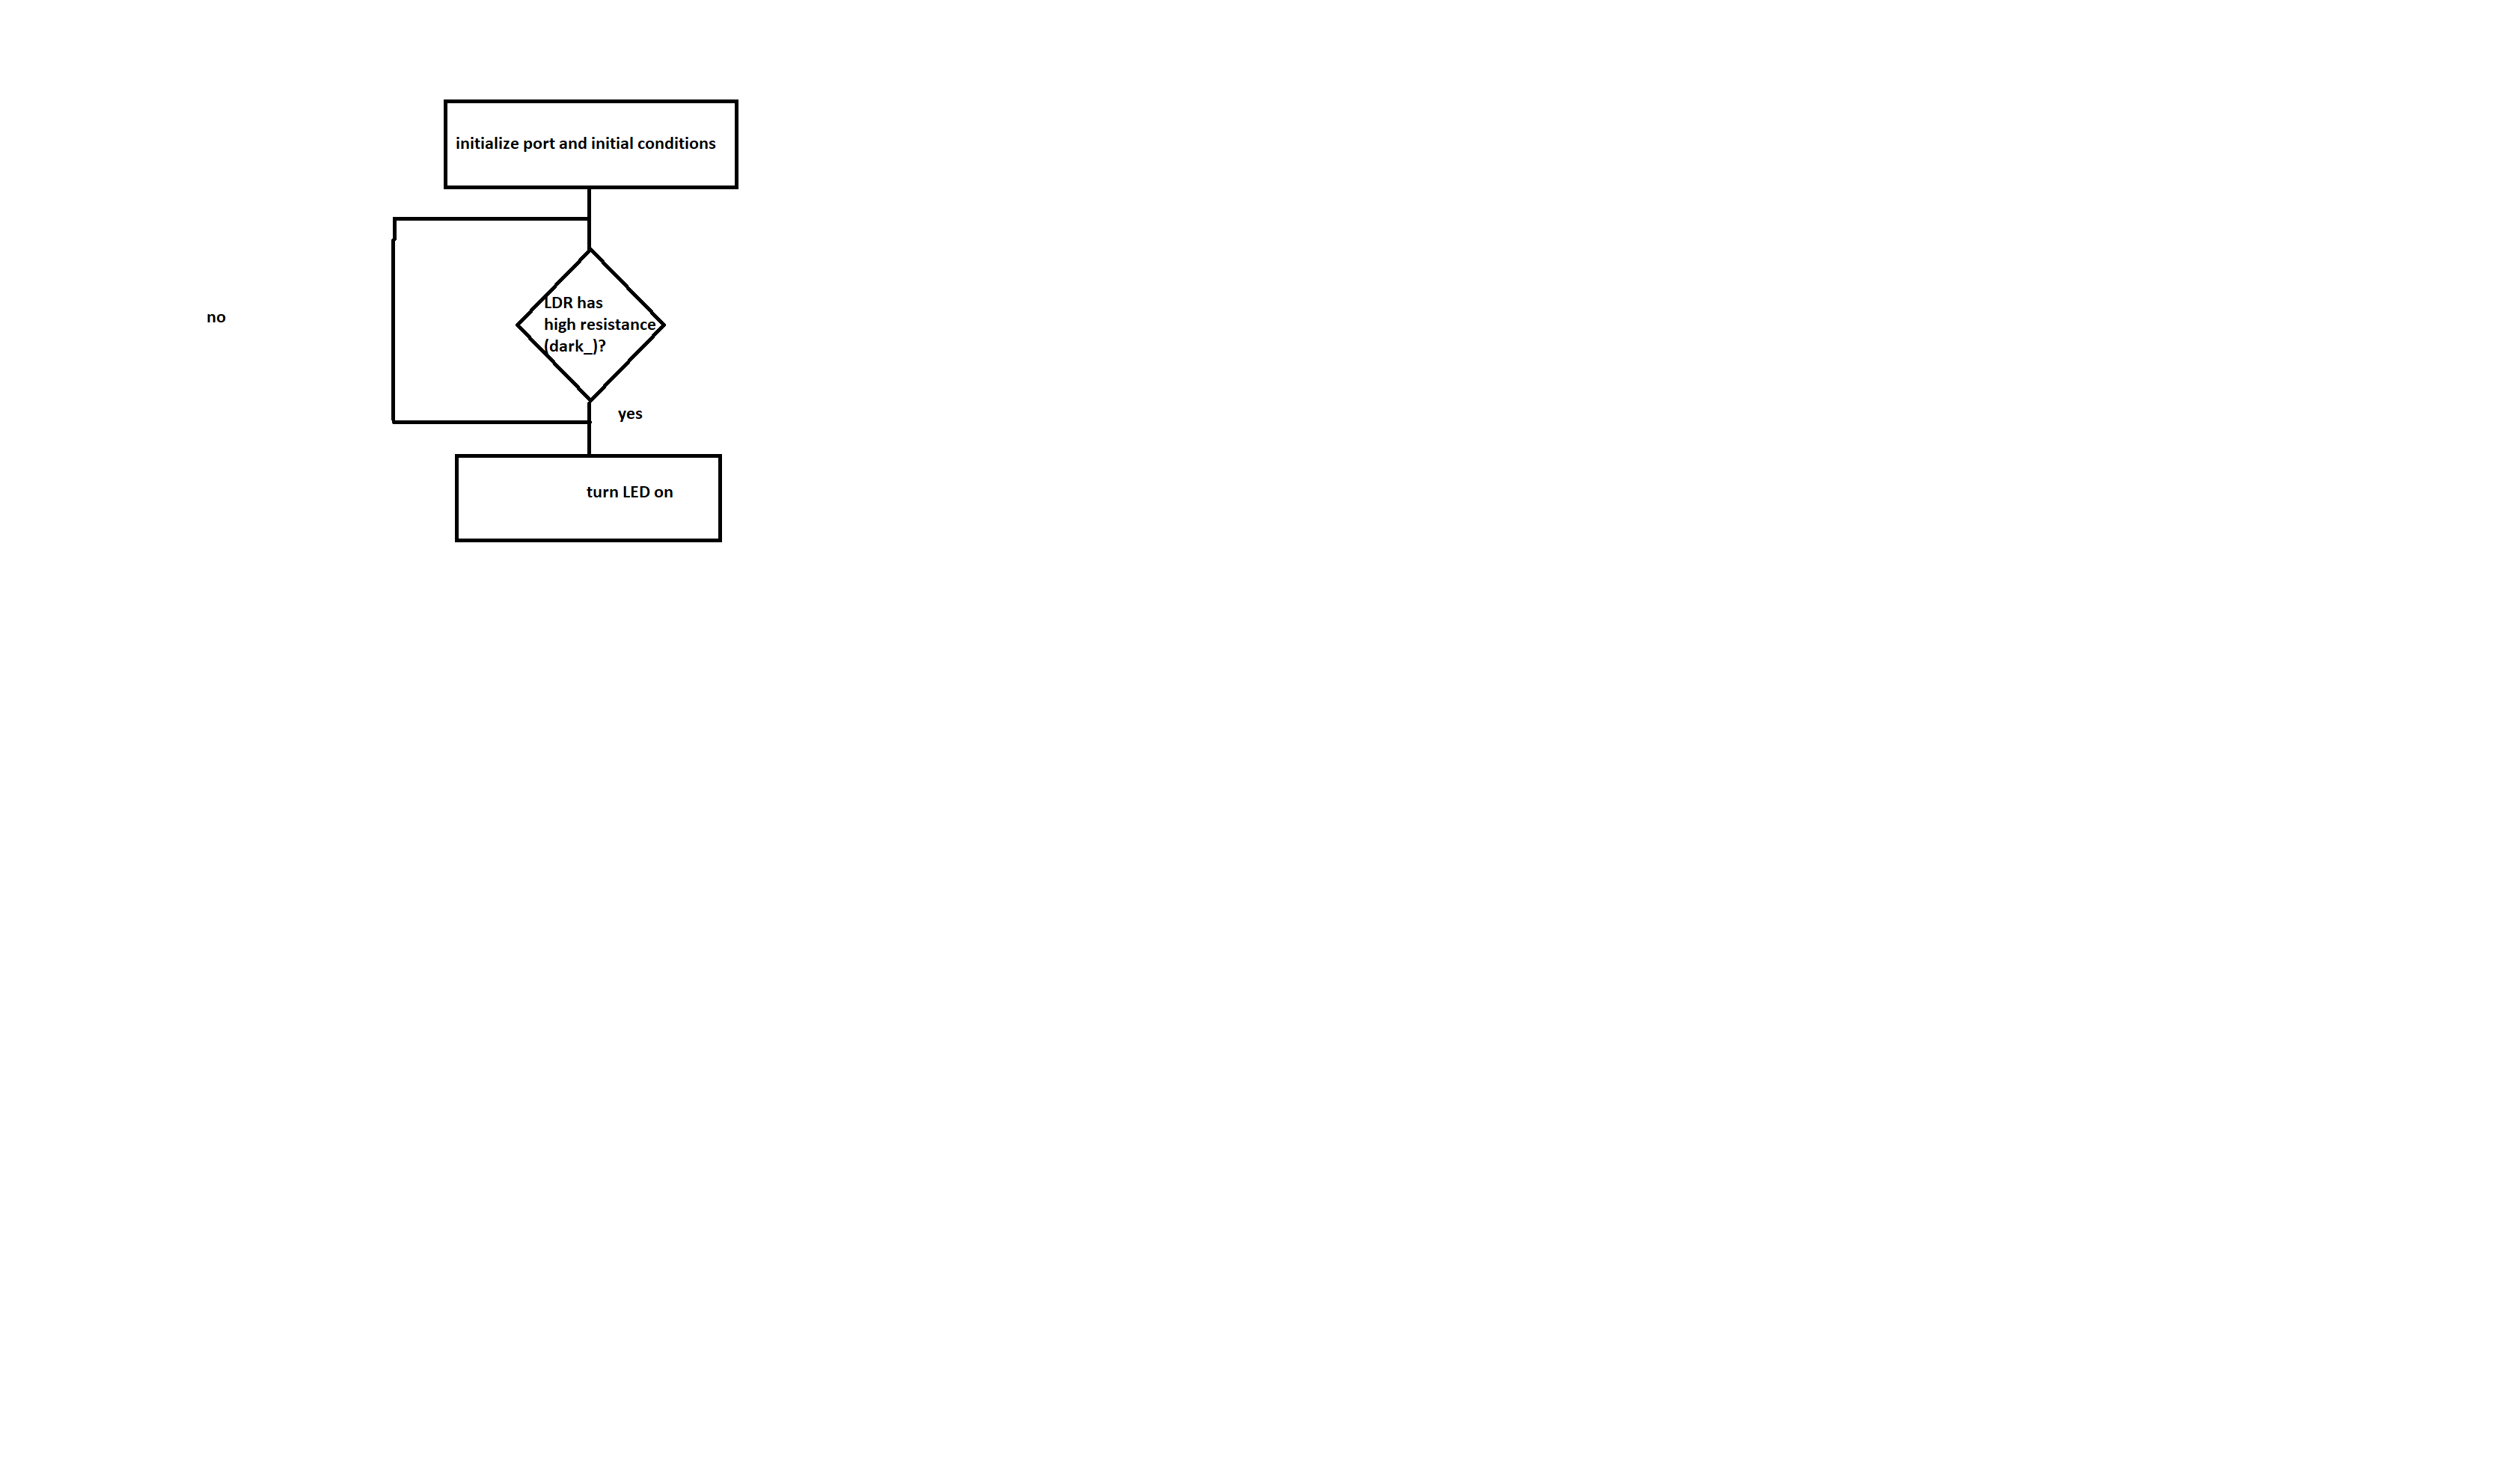 initialize port and initial conditions
no
LDR has
high resistance
(dark_)?
yes
turn LED on